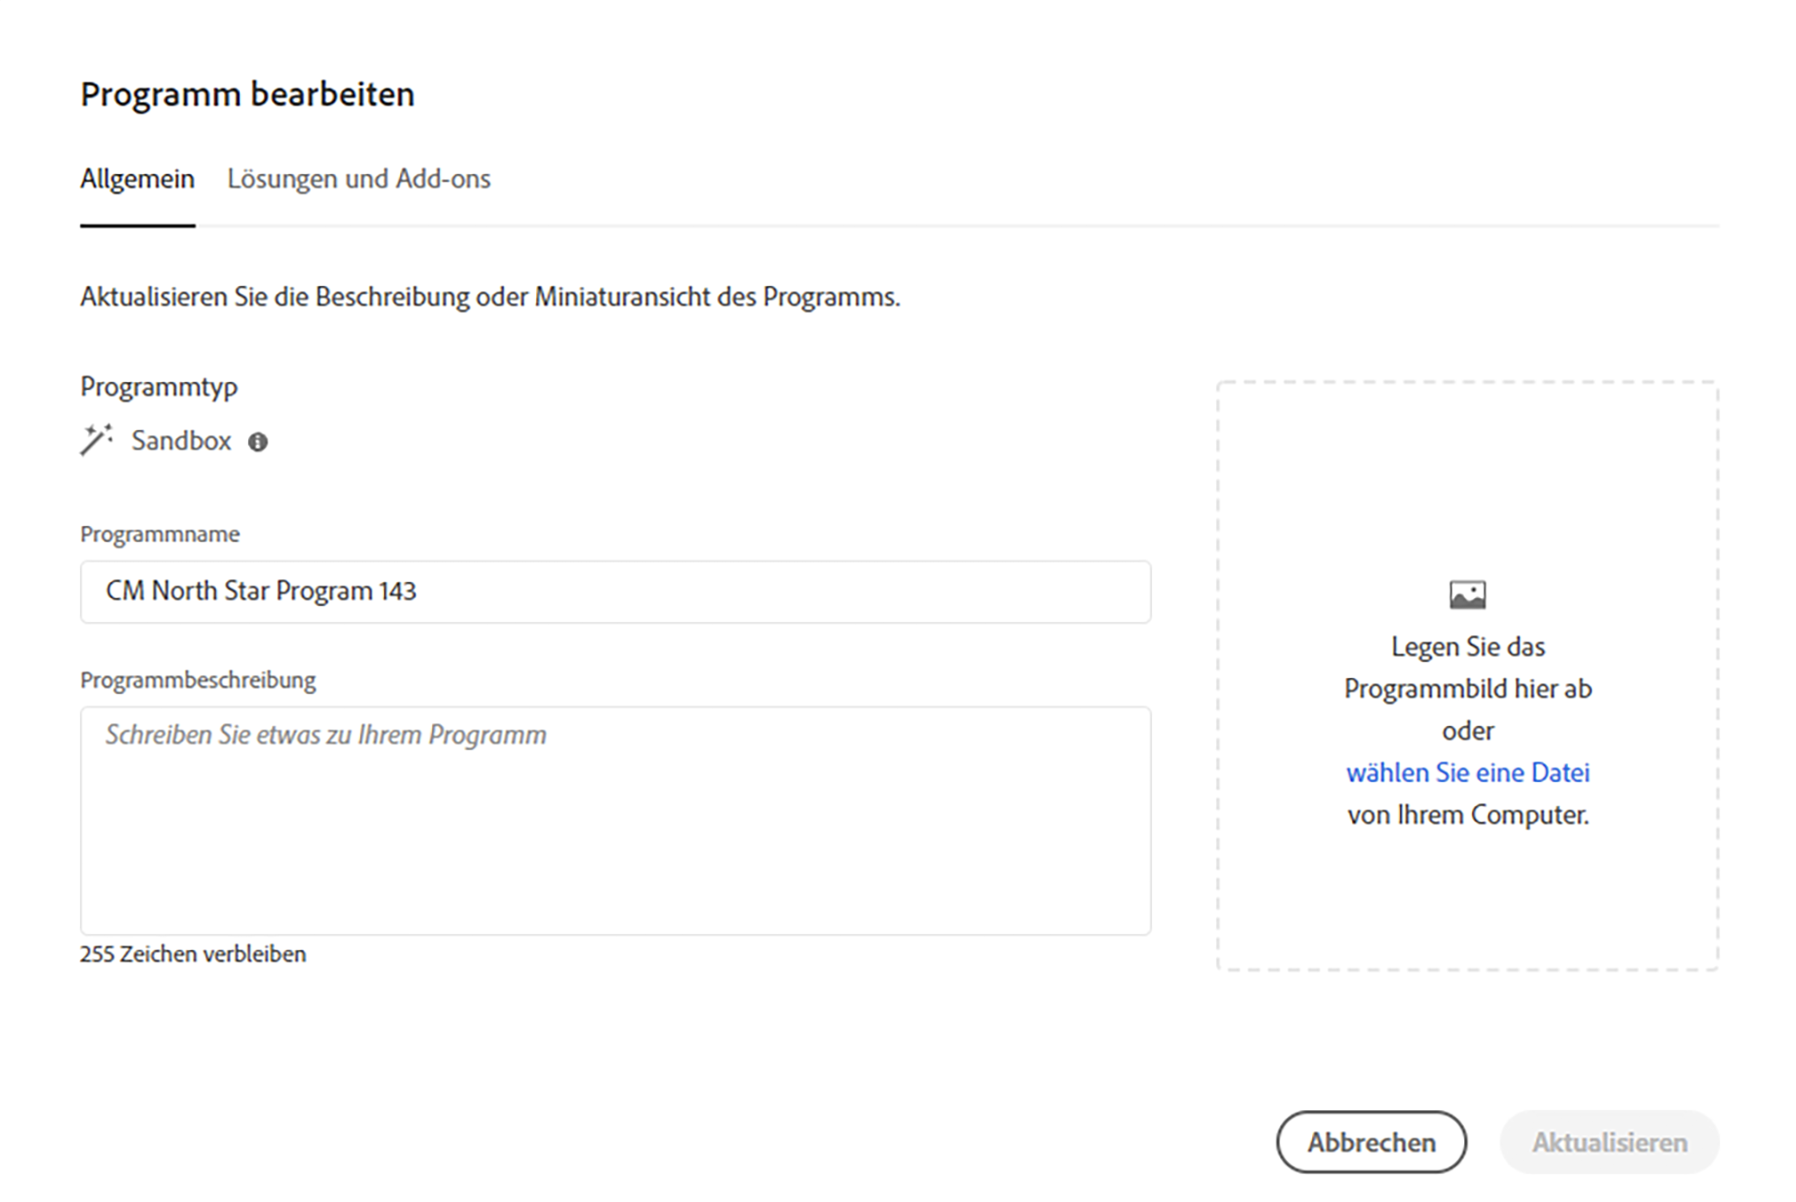 Programm bearbeiten
Allgemein
Lösungen und Add-ons
Aktualisieren Sie die Beschreibung oder Miniaturansicht des Programms.
Programmtyp
Sandbox
Programmname
CM North Star Program 143
Programmbeschreibung
Schreiben Sie etwas zu Ihrem Programm
255 Zeichen verbleiben
Legen Sie das
Programmbild hier ab
oder
wählen Sie eine Datei
von Ihrem Computer.
Abbrechen
Aktualisieren